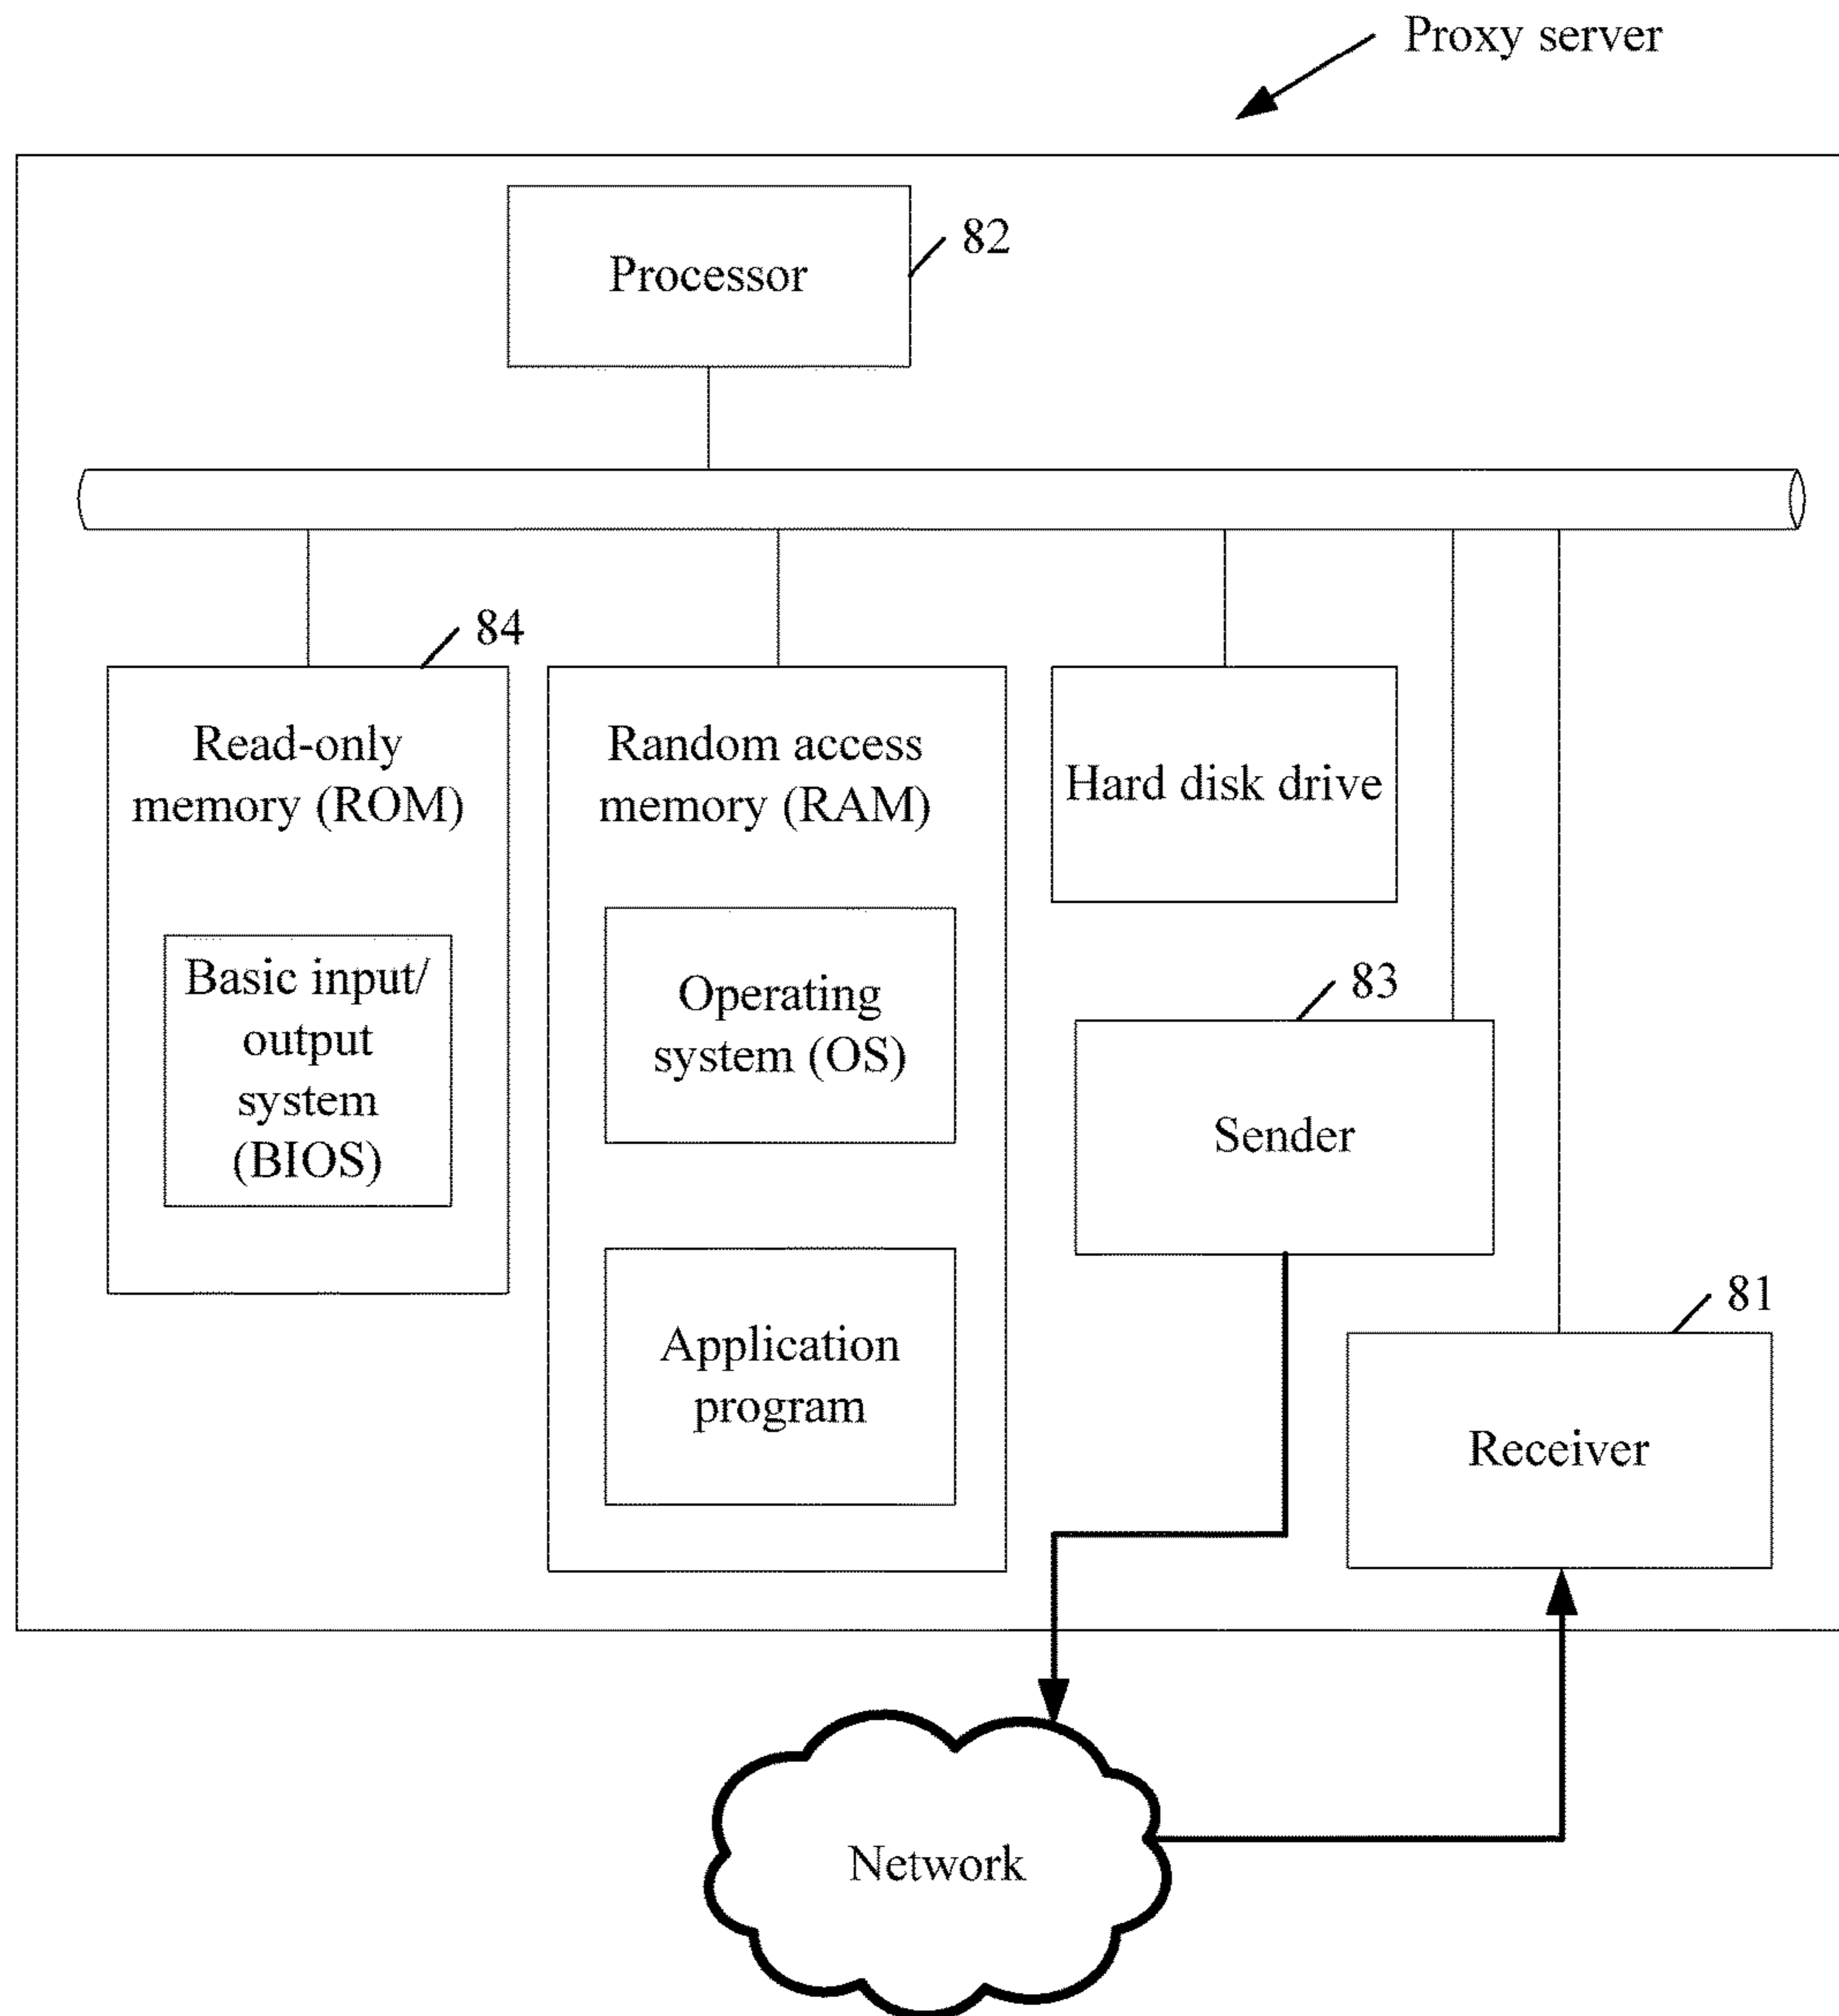 Proxy server
82
Processor
84
Read-only
memory (ROM)
Basic input/
output
system
(BIOS)
Random access
memory (RAM)
Operating
system (OS)
Application
program
Hard disk drive
83
Sender
81
Receiver
Network